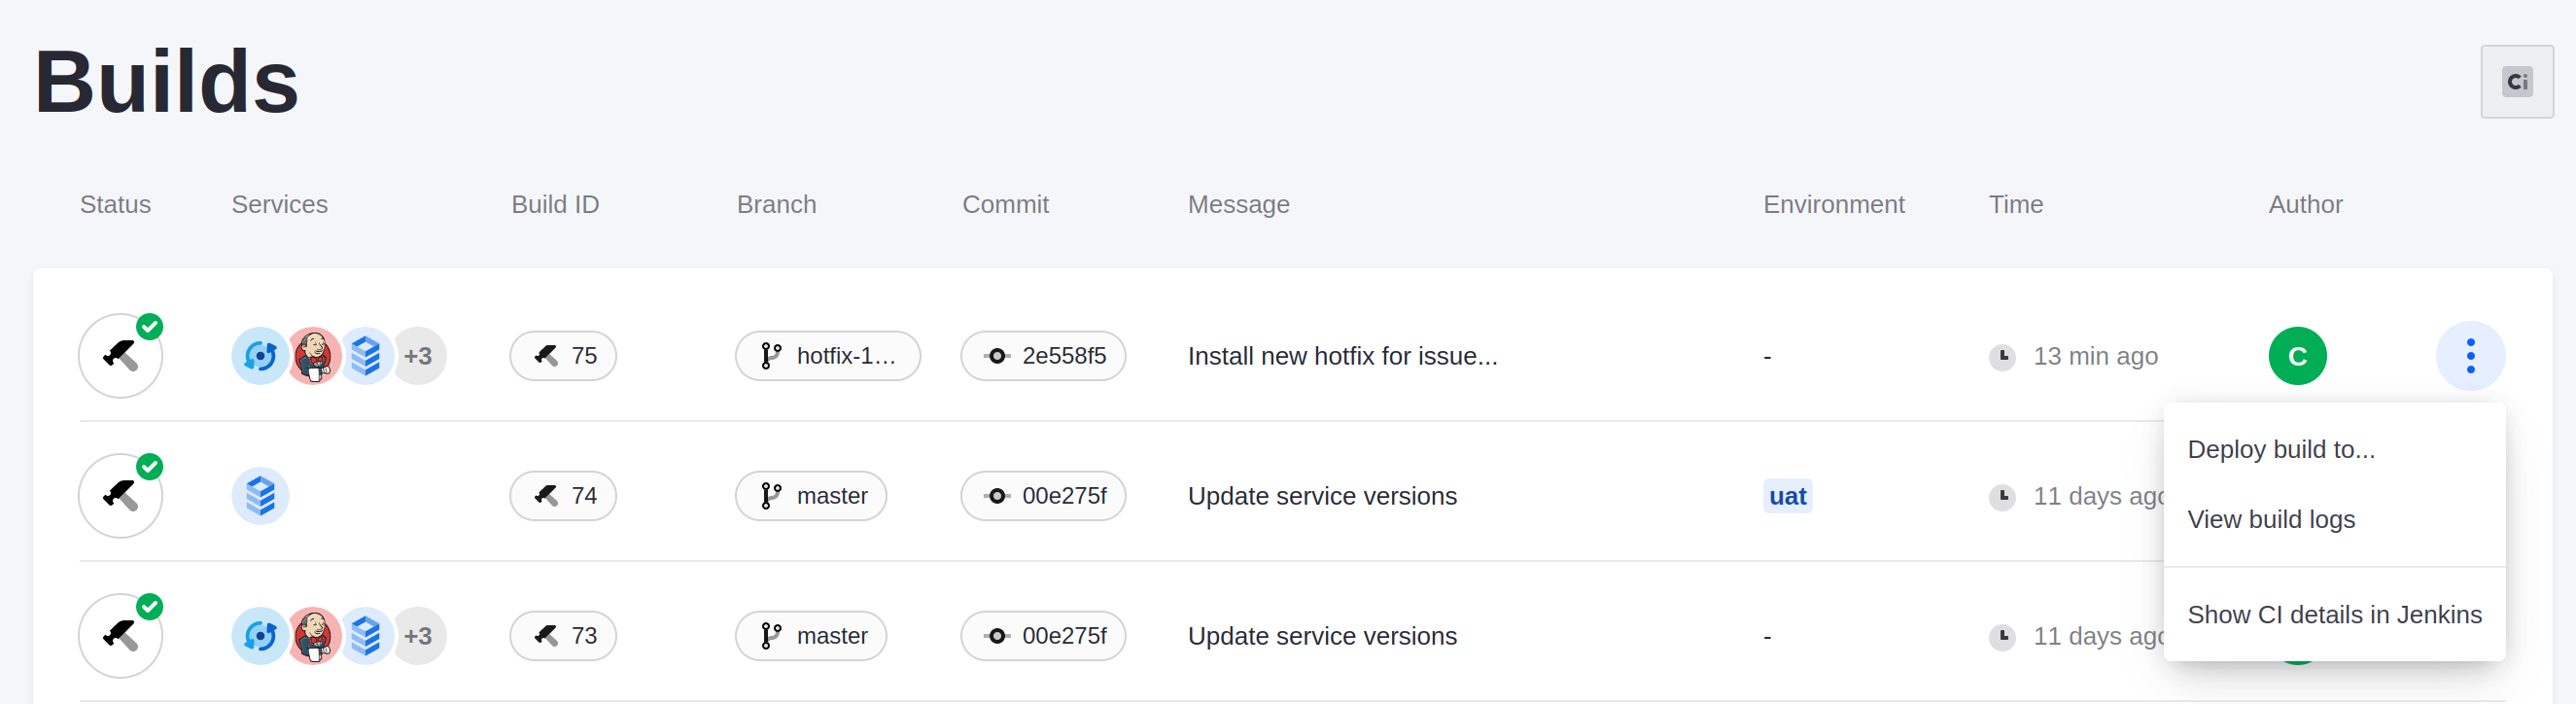 Builds
Ci
Status Services Build ID Branch Commit Message Environment Time Author
+3 75 hotfix-1... 2e558f5 Install new hotfix for issue... - 13 min ago C
Deploy build to...
74 master 00e275f Update service versions uat 11 days ago
View build logs
Show CI details in Jenkins
+3 73 master 00e275f Update service versions - 11 days ago